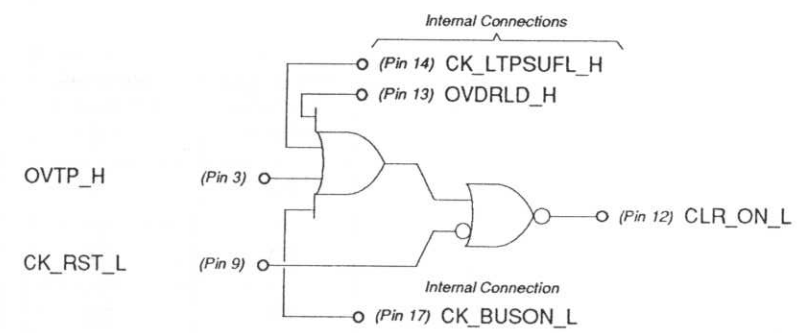 Internal Connections
(Pin 14) CK_LTPSUFL_H
(Pin 13) OVDRLD_H
OVTP_H (Pin 3)
(Pin 12) CLR_ON_L
CK_RST_L (Pin 9)
Internal Connection
(Pin 17) CK_BUSON_L